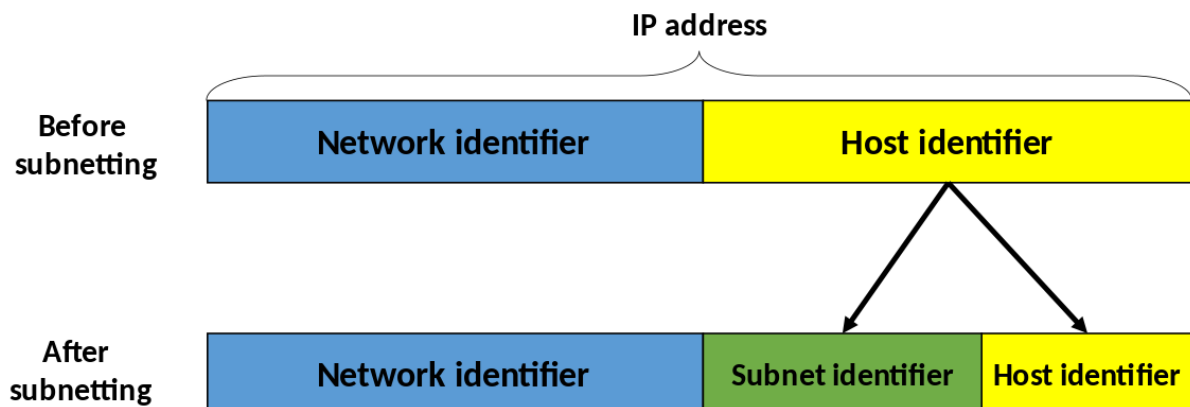 IP address
Before
subnetting
Network identifier
Host identifier
After
subnetting
Network identifier
Subnet identifier
Host identifier